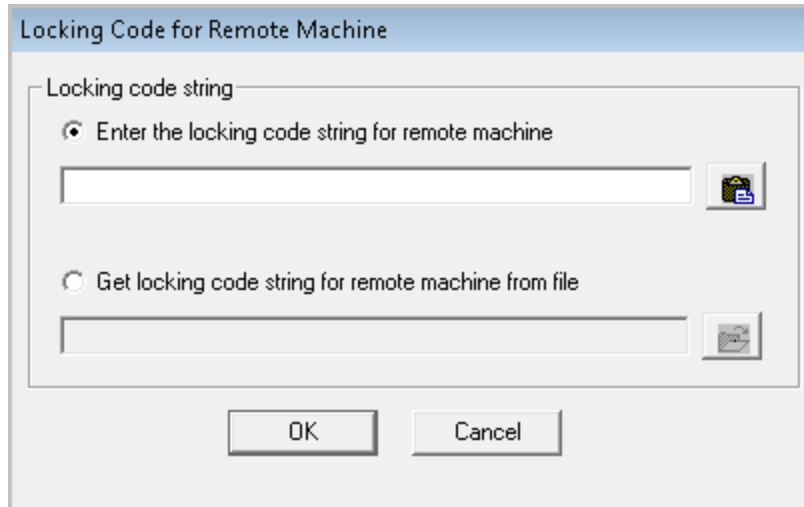 Locking Code for Remote Machine
Locking code string
Enter the locking code string for remote machine
Get locking code string for remote machine from file
OK
Cancel